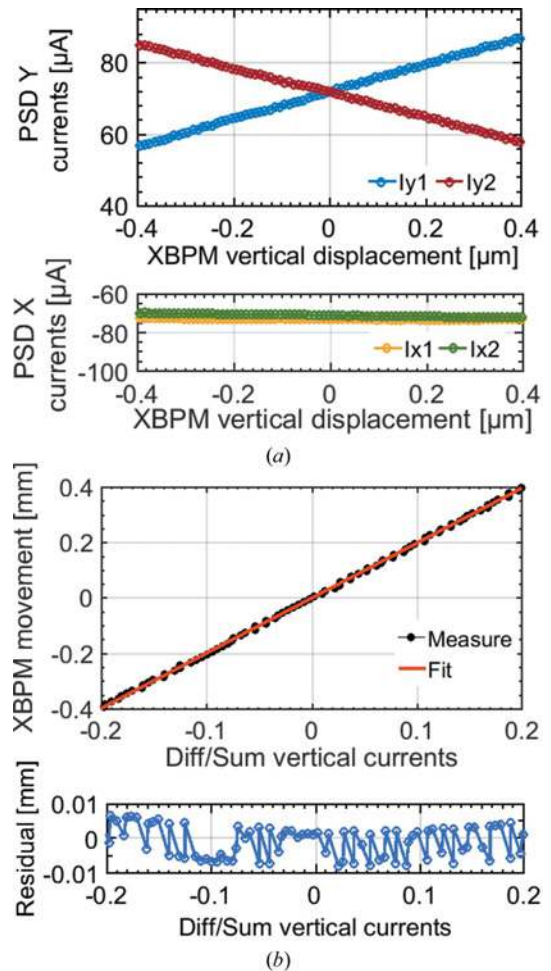 PSD Y
currents [µA]
80
60
40
Iy1 Iy2
-0.4 -0.2 0 0.2 0.4
XBPM vertical displacement [µm]
PSD X
currents [µA]
-60
-80
-100
Ix1 Ix2
-0.4 -0.2 0 0.2 0.4
XBPM vertical displacement [µm]
(a)
XBPM movement [mm]
0.4
0.2
0
-0.2
-0.4
Measure
Fit
-0.2 -0.1 0 0.1 0.2
Diff/Sum vertical currents
Residual [mm]
0.01
0
-0.01
-0.2 -0.1 0 0.1 0.2
Diff/Sum vertical currents
(b)